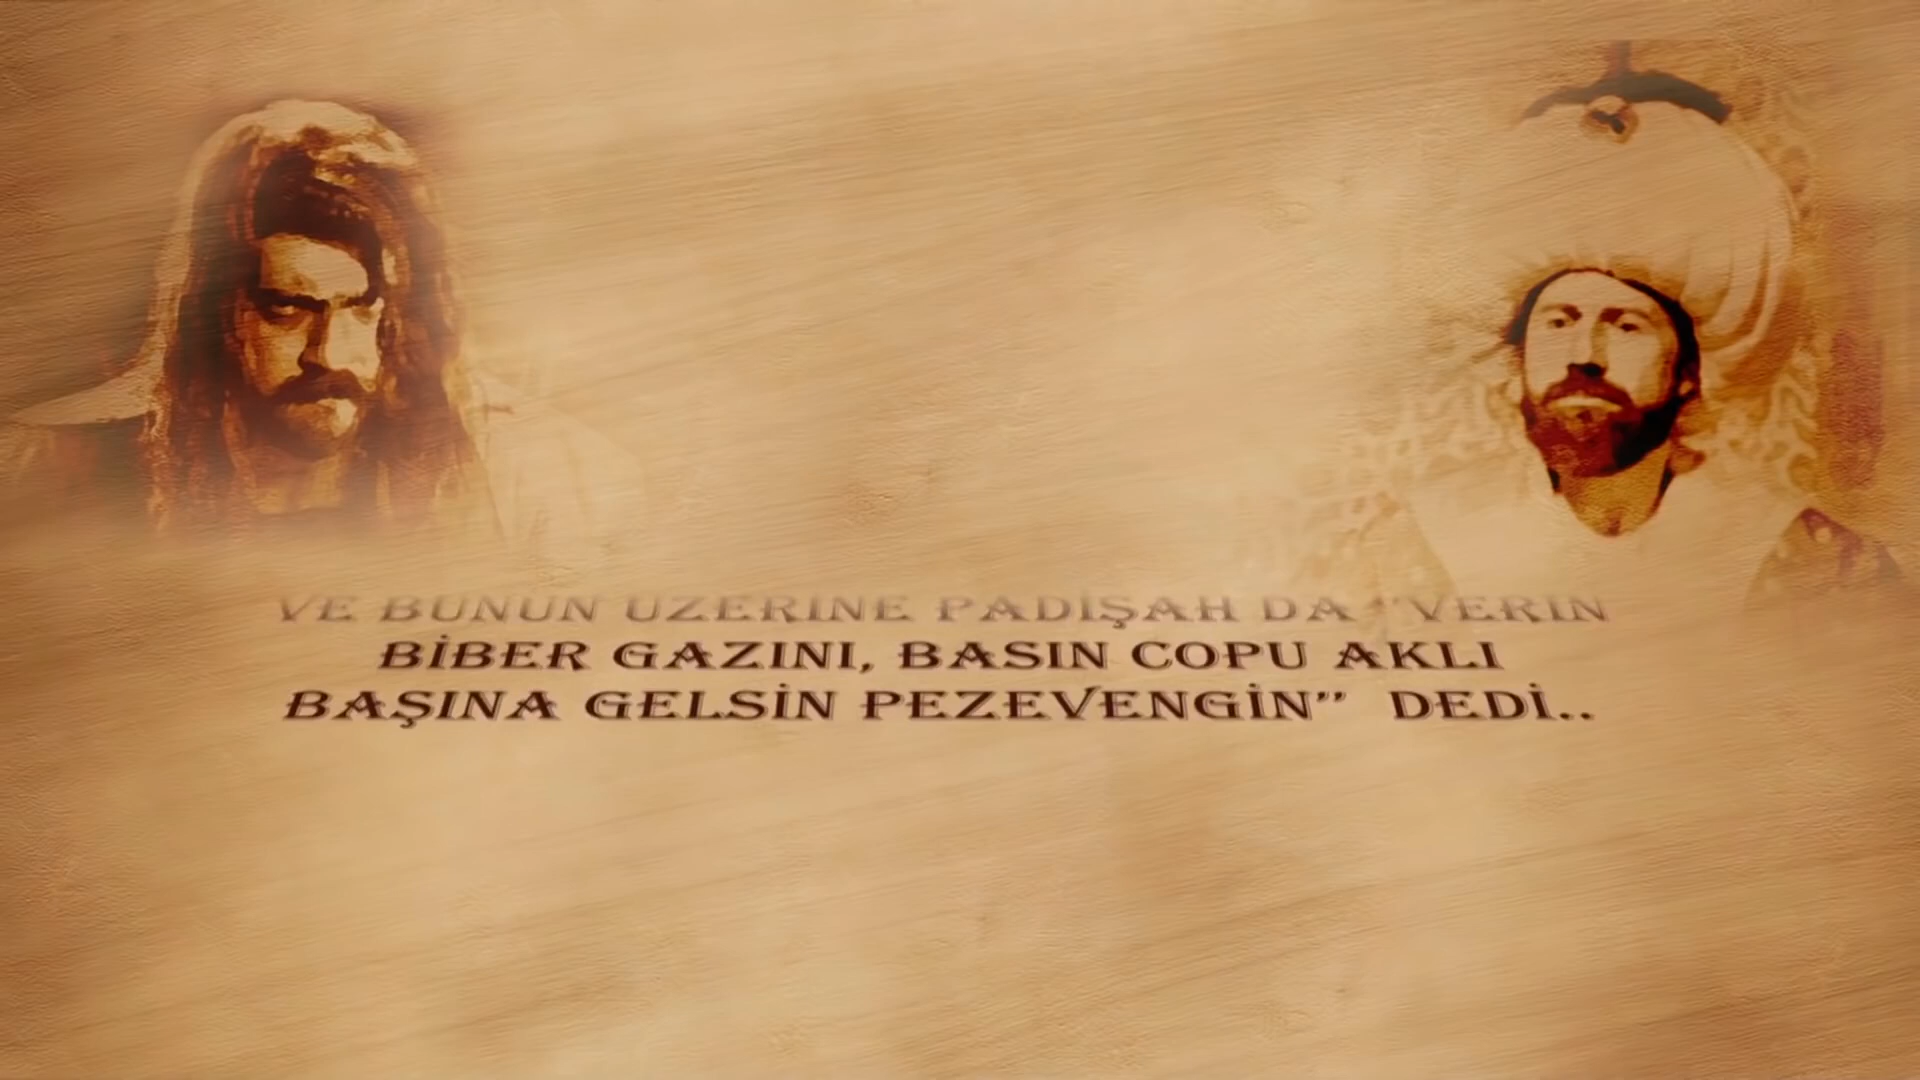 VE BUNUN ÜZERİNE PADİŞAH DA "VERİN
BİBER GAZINI, BASIN COPU AKLI
BAŞINA GELSİN PEZEVENGİN" DEDİ..